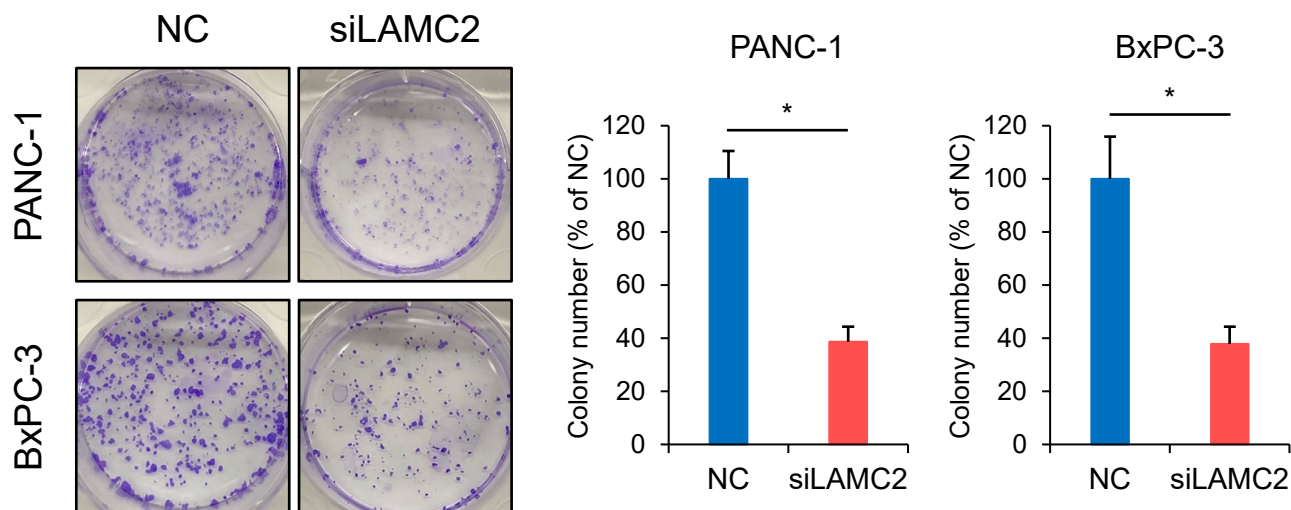 NC siLAMC2
PANC-1
BxPC-3
PANC-1
*
Colony number (% of NC)
120
100
80
60
40
20
0
NC siLAMC2
BxPC-3
*
Colony number (% of NC)
120
100
80
60
40
20
0
NC siLAMC2